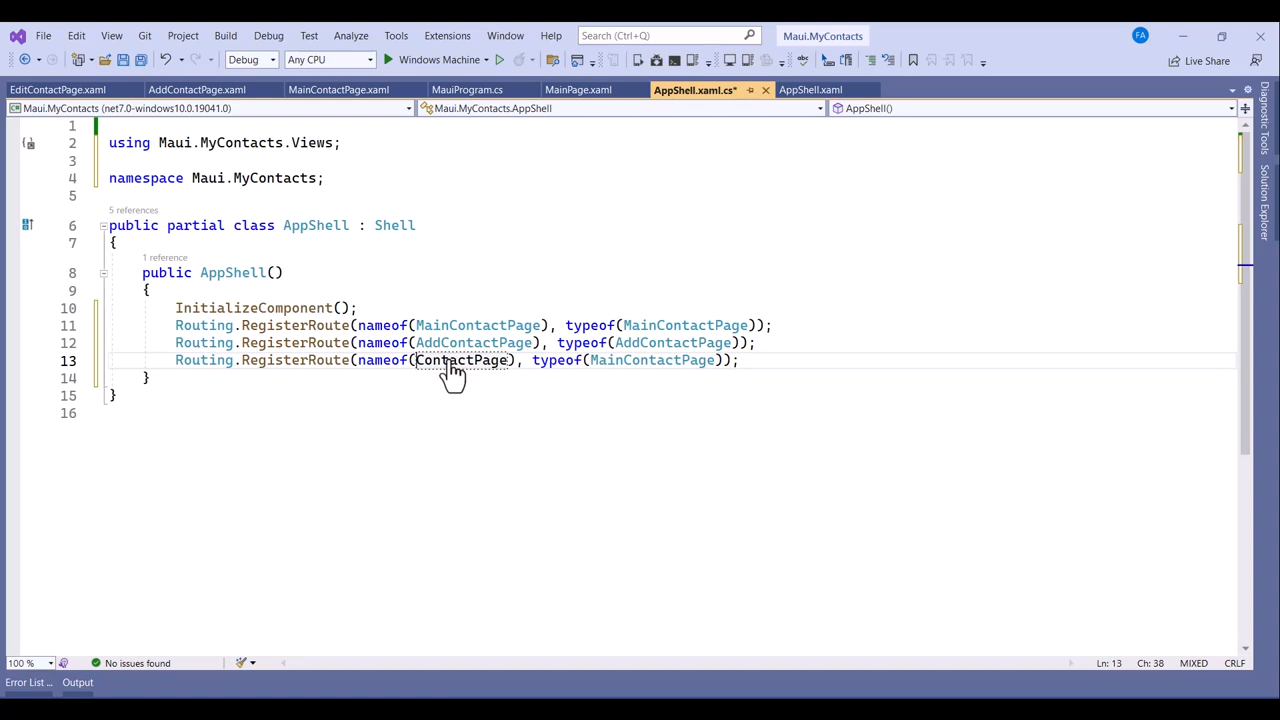 File Edit View Git Project Build Debug Test Analyze Tools Extensions Window Help Search (Ctrl+Q) Maui.MyContacts FA
Debug Any CPU Windows Machine Live Share
EditContactPage.xaml AddContactPage.xaml MainContactPage.xaml MauiProgram.cs MainPage.xaml AppShell.xaml.cs* AppShell.xaml
Maui.MyContacts (net7.0-windows10.0.19041.0) Maui.MyContacts.AppShell AppShell()
1
2 using Maui.MyContacts.Views;
3
4 namespace Maui.MyContacts;
5
5 references
6 public partial class AppShell : Shell
7 {
1 reference
8 public AppShell()
9 {
10 InitializeComponent();
11 Routing.RegisterRoute(nameof(MainContactPage), typeof(MainContactPage));
12 Routing.RegisterRoute(nameof(AddContactPage), typeof(AddContactPage));
13 Routing.RegisterRoute(nameof(ContactPage), typeof(MainContactPage));
14 }
15 }
16
Diagnostic Tools
Solution Explorer
100 % No issues found Ln: 13 Ch: 38 MIXED CRLF
Error List ... Output